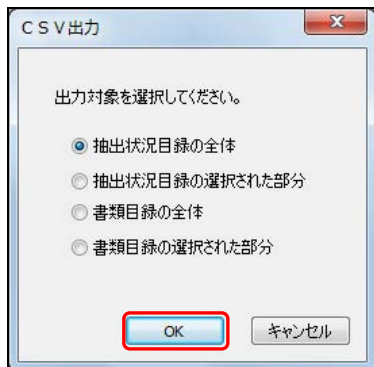 ＣＳＶ出力
出力対象を選択してください。
抽出状況目録の全体
抽出状況目録の選択された部分
書類目録の全体
書類目録の選択された部分
OK キャンセル